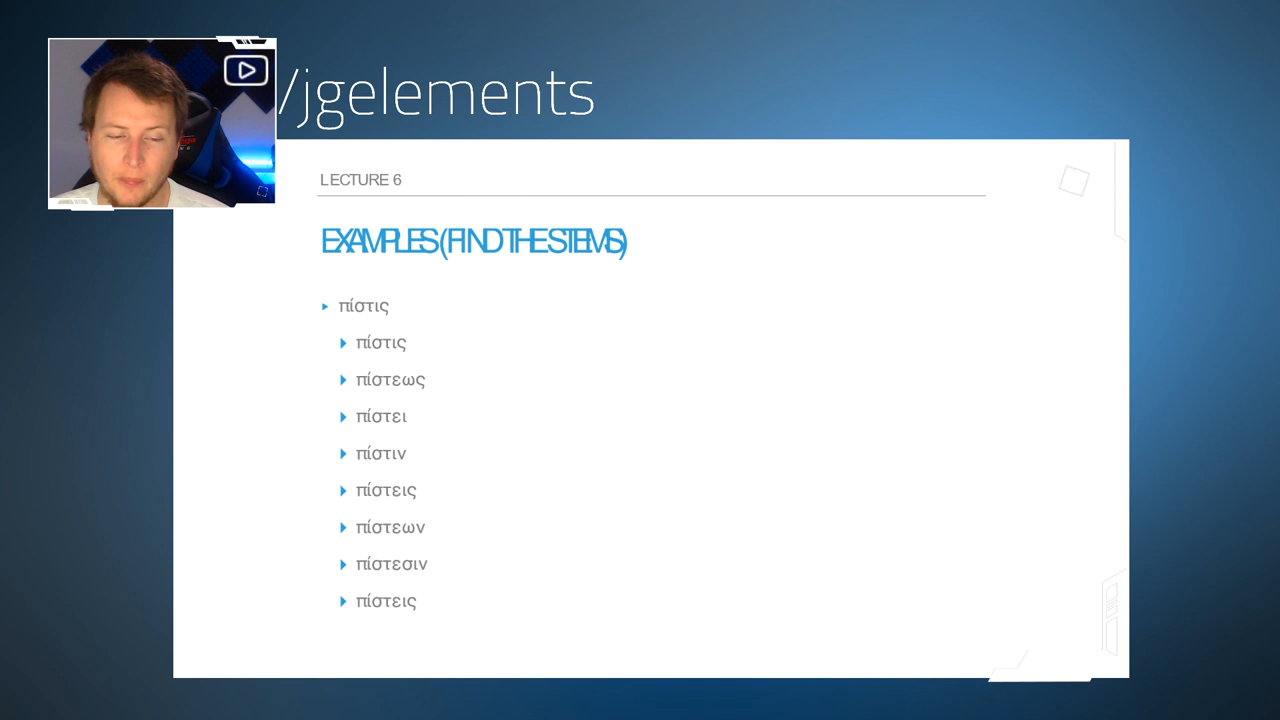 /jgelements
LECTURE 6
EXAMPLES (FIND THE STEMS)
πίστις
πίστις
πίστεως
πίστει
πίστιν
πίστεις
πίστεων
πίστεσιν
πίστεις